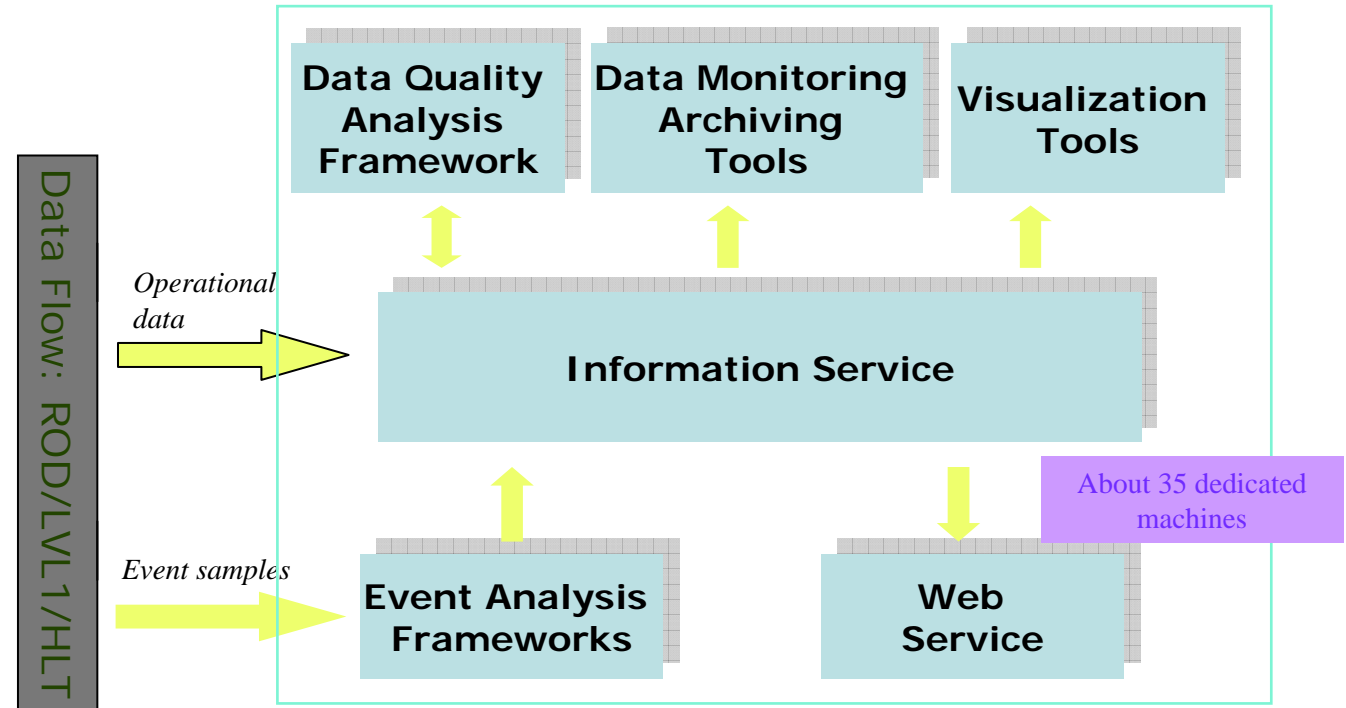 Data Quality
Analysis
Framework
Data Monitoring
Archiving
Tools
Visualization
Tools
Data Flow: ROD/LVL1/HLT
Operational
data
Information Service
About 35 dedicated
machines
Event samples
Event Analysis
Frameworks
Web
Service